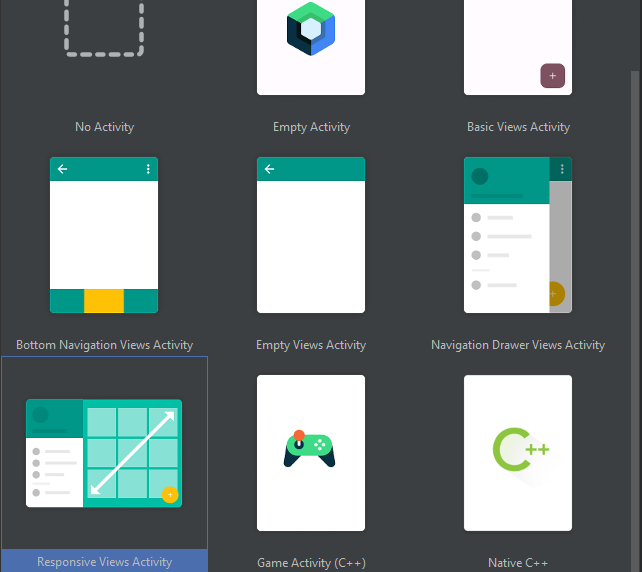 No Activity
Empty Activity
Basic Views Activity
Bottom Navigation Views Activity
Empty Views Activity
Navigation Drawer Views Activity
Responsive Views Activity
Game Activity (C++)
C++
Native C++